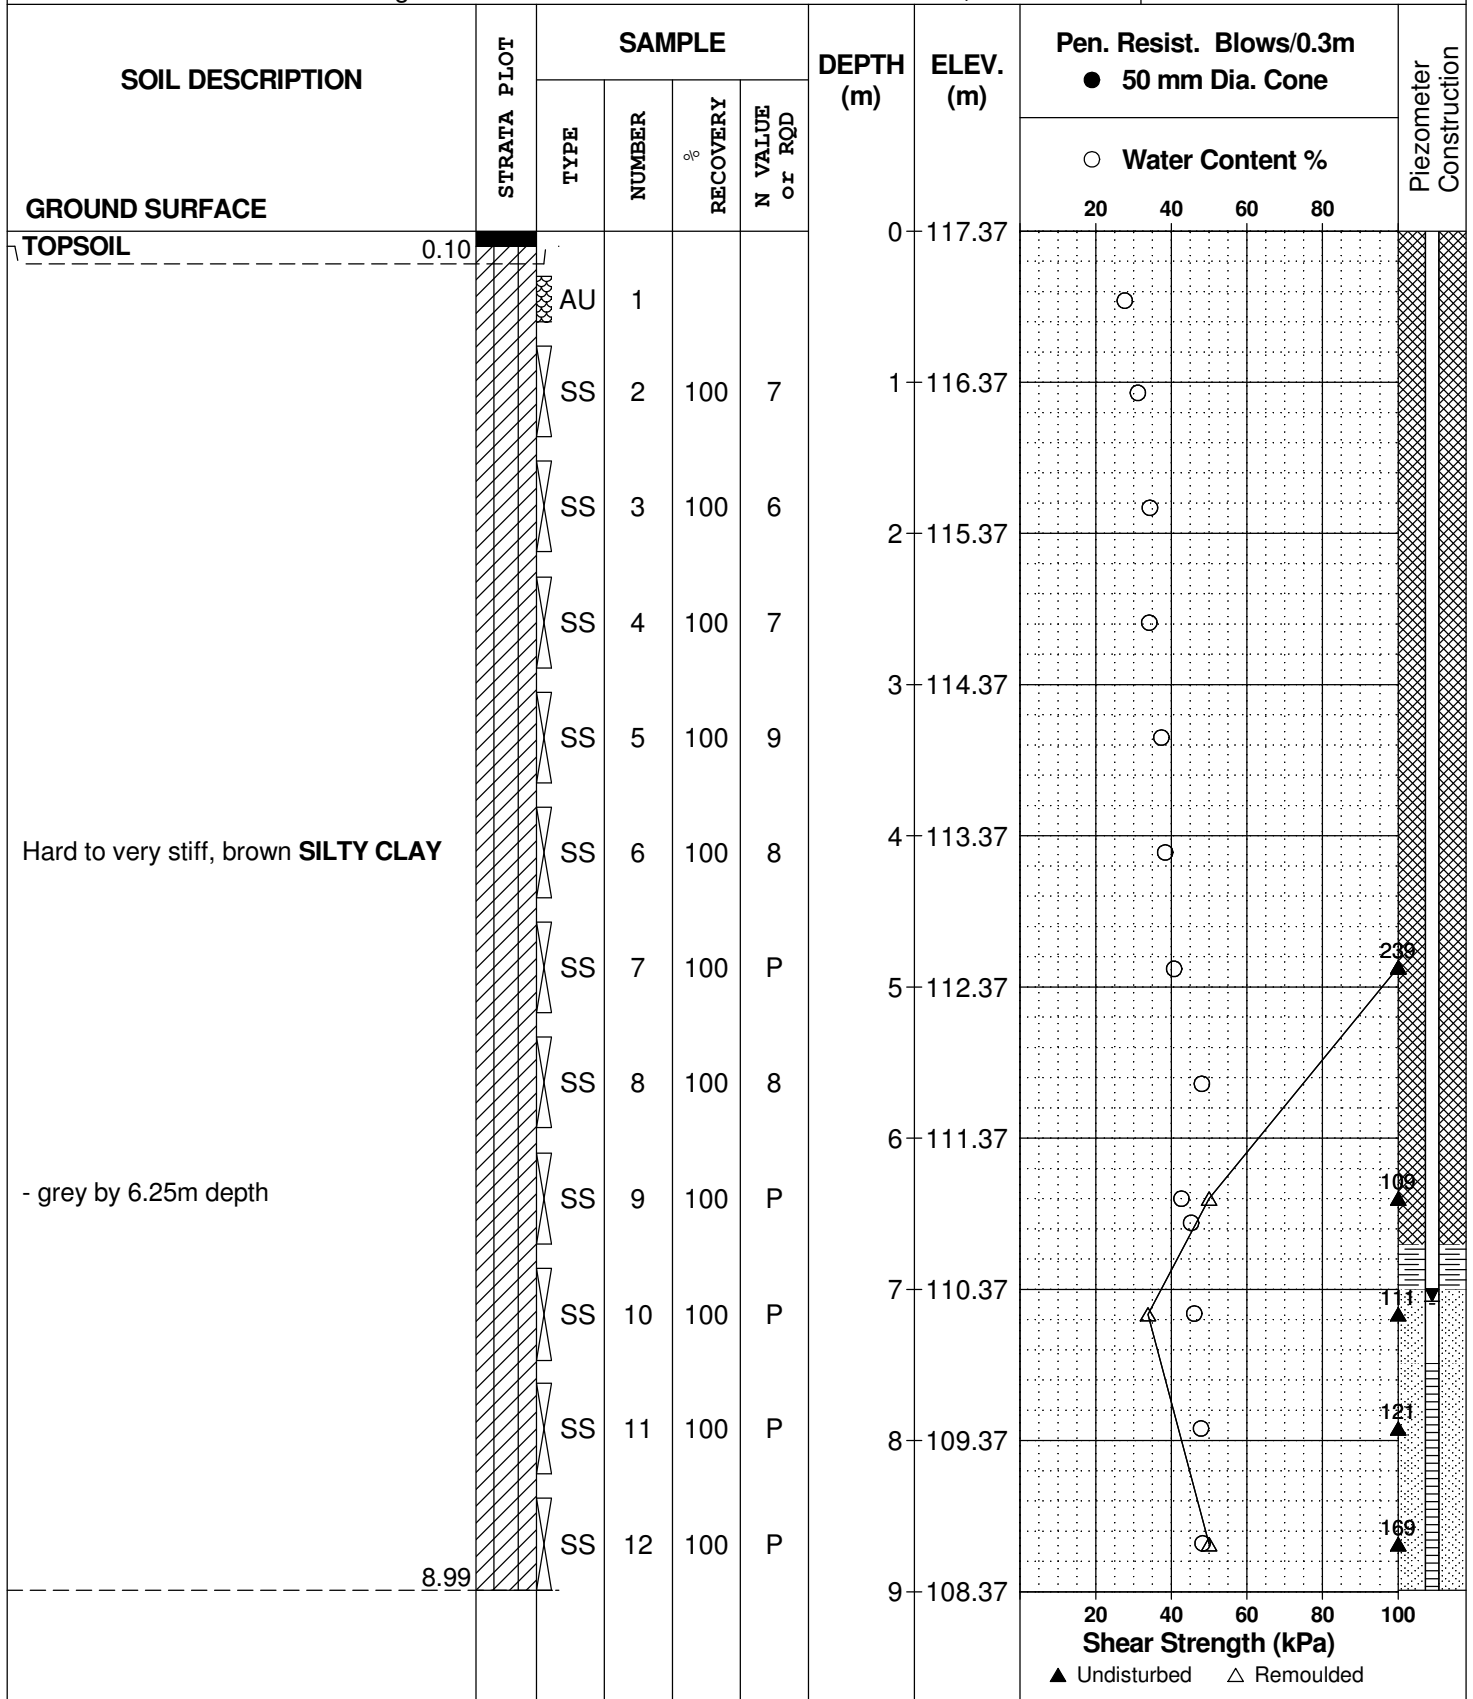 SOIL DESCRIPTION
GROUND SURFACE
STRATA PLOT
SAMPLE
TYPE
NUMBER
%
RECOVERY
N VALUE
or RQD
DEPTH
(m)
ELEV.
(m)
Pen. Resist. Blows/0.3m
● 50 mm Dia. Cone
○ Water Content %
20 40 60 80
Piezometer
Construction
0 117.37
TOPSOIL 0.10
AU 1
1 116.37
SS 2 100 7
SS 3 100 6
2 115.37
SS 4 100 7
3 114.37
SS 5 100 9
4 113.37
Hard to very stiff, brown SILTY CLAY
SS 6 100 8
239
SS 7 100 P
5 112.37
SS 8 100 8
6 111.37
109
- grey by 6.25m depth
SS 9 100 P
7 110.37
111
SS 10 100 P
121
SS 11 100 P
8 109.37
169
SS 12 100 P
8.99
9 108.37
20 40 60 80 100
Shear Strength (kPa)
▲ Undisturbed △ Remoulded